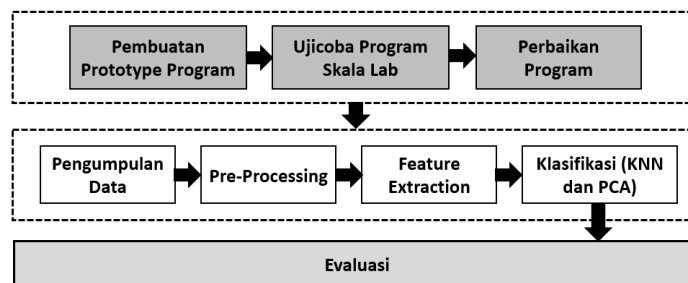 Pembuatan
Prototype Program
Ujicoba Program
Skala Lab
Perbaikan
Program
Pengumpulan
Data
Pre-Processing
Feature
Extraction
Klasifikasi (KNN
dan PCA)
Evaluasi